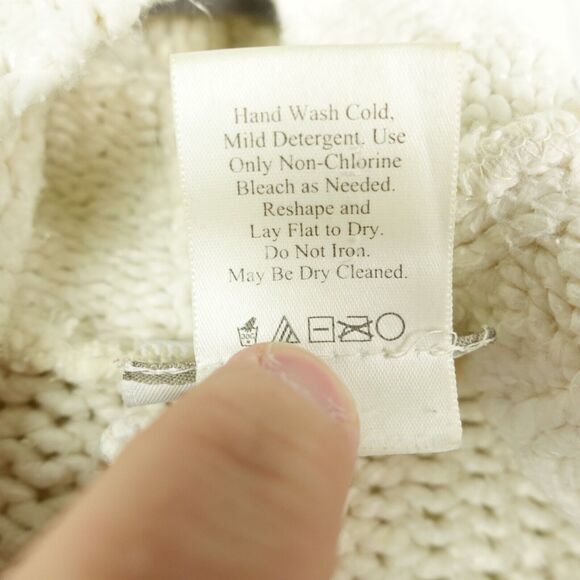 Hand Wash Cold,
Mild Detergent. Use
Only Non-Chlorine
Bleach as Needed.
Reshape and
Lay Flat to Dry.
Do Not Iron.
May Be Dry Cleaned.